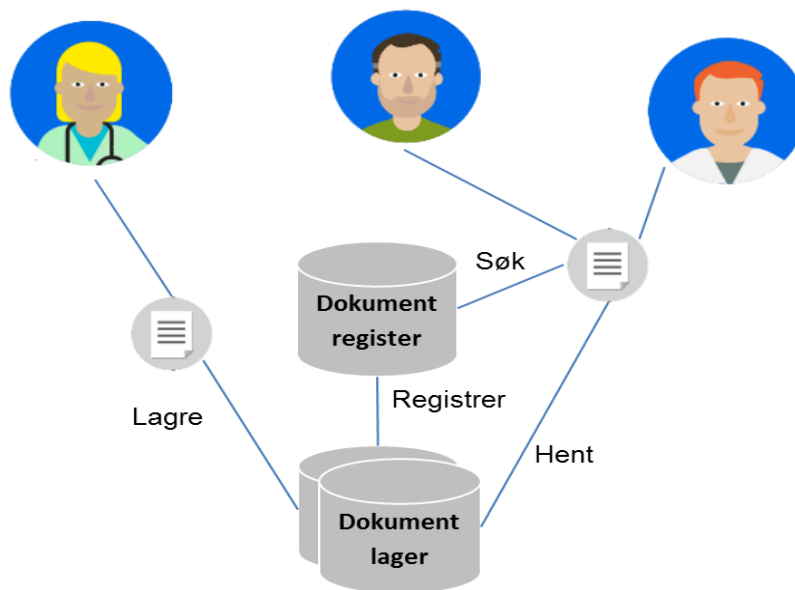 Søk
Dokument
register
Registrer
Lagre
Hent
Dokument
lager